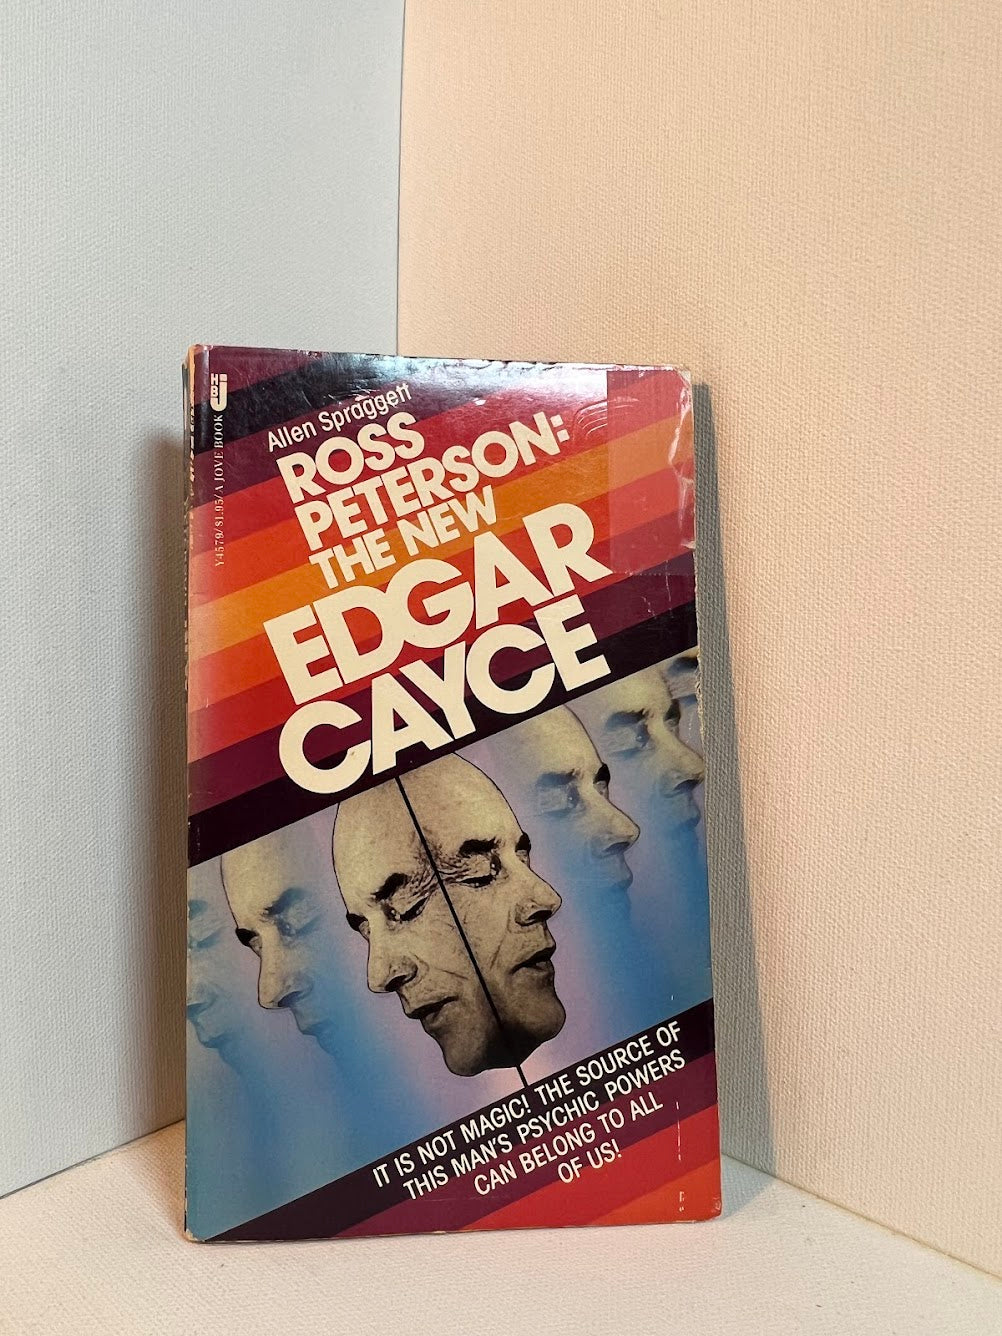 HBJ
Y4579/$1.95/A JOVE BOOK
Allen Spraggett
ROSS
PETERSON:
THE NEW
EDGAR
CAYCE
IT IS NOT MAGIC! THE SOURCE OF
THIS MAN'S PSYCHIC POWERS
CAN BELONG TO ALL
OF US!